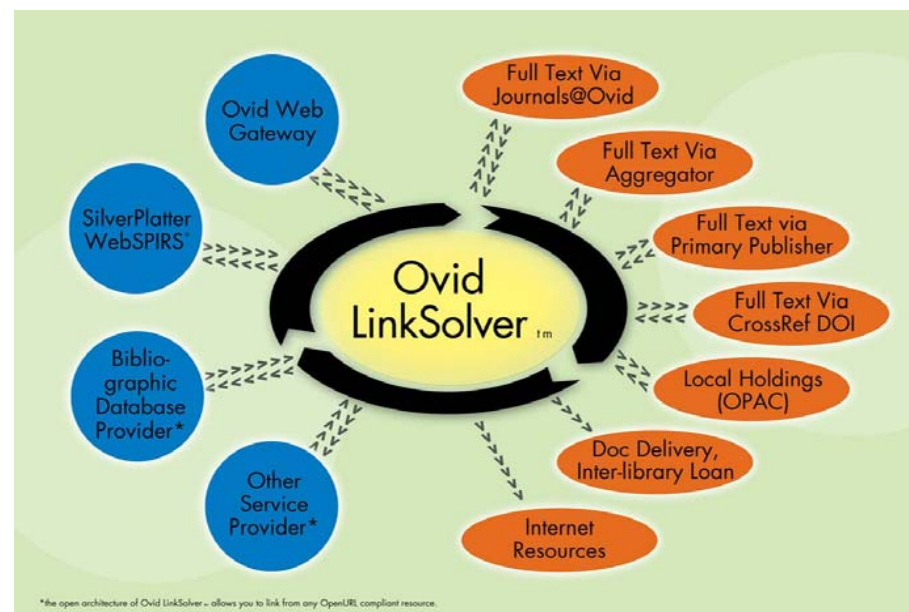 Ovid Web
Gateway
SilverPlatter
WebSPIRS®
Biblio-
graphic
Database
Provider*
Other
Service
Provider*
Ovid
LinkSolver tm
Full Text Via
Journals@Ovid
Full Text Via
Aggregator
Full Text via
Primary Publisher
Full Text Via
CrossRef DOI
Local Holdings
(OPAC)
Doc Delivery,
Inter-library Loan
Internet
Resources
*the open architecture of Ovid LinkSolver™ allows you to link from any OpenURL compliant resource.